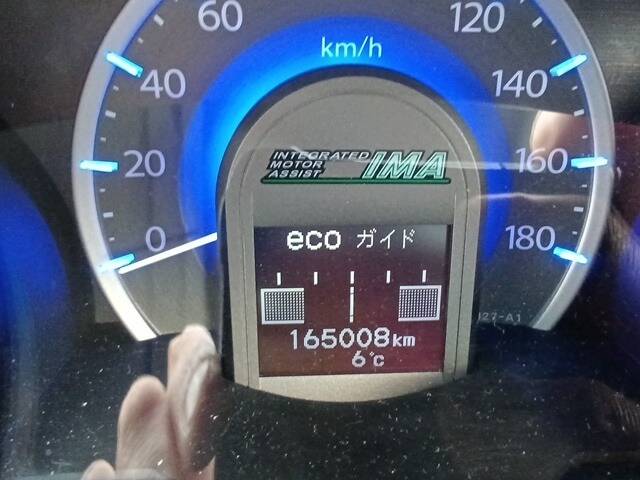 60
120
km/h
40
140
INTEGRATED
MOTOR
ASSIST
IMA
20
160
0
180
eco ガイド
165008km
6℃